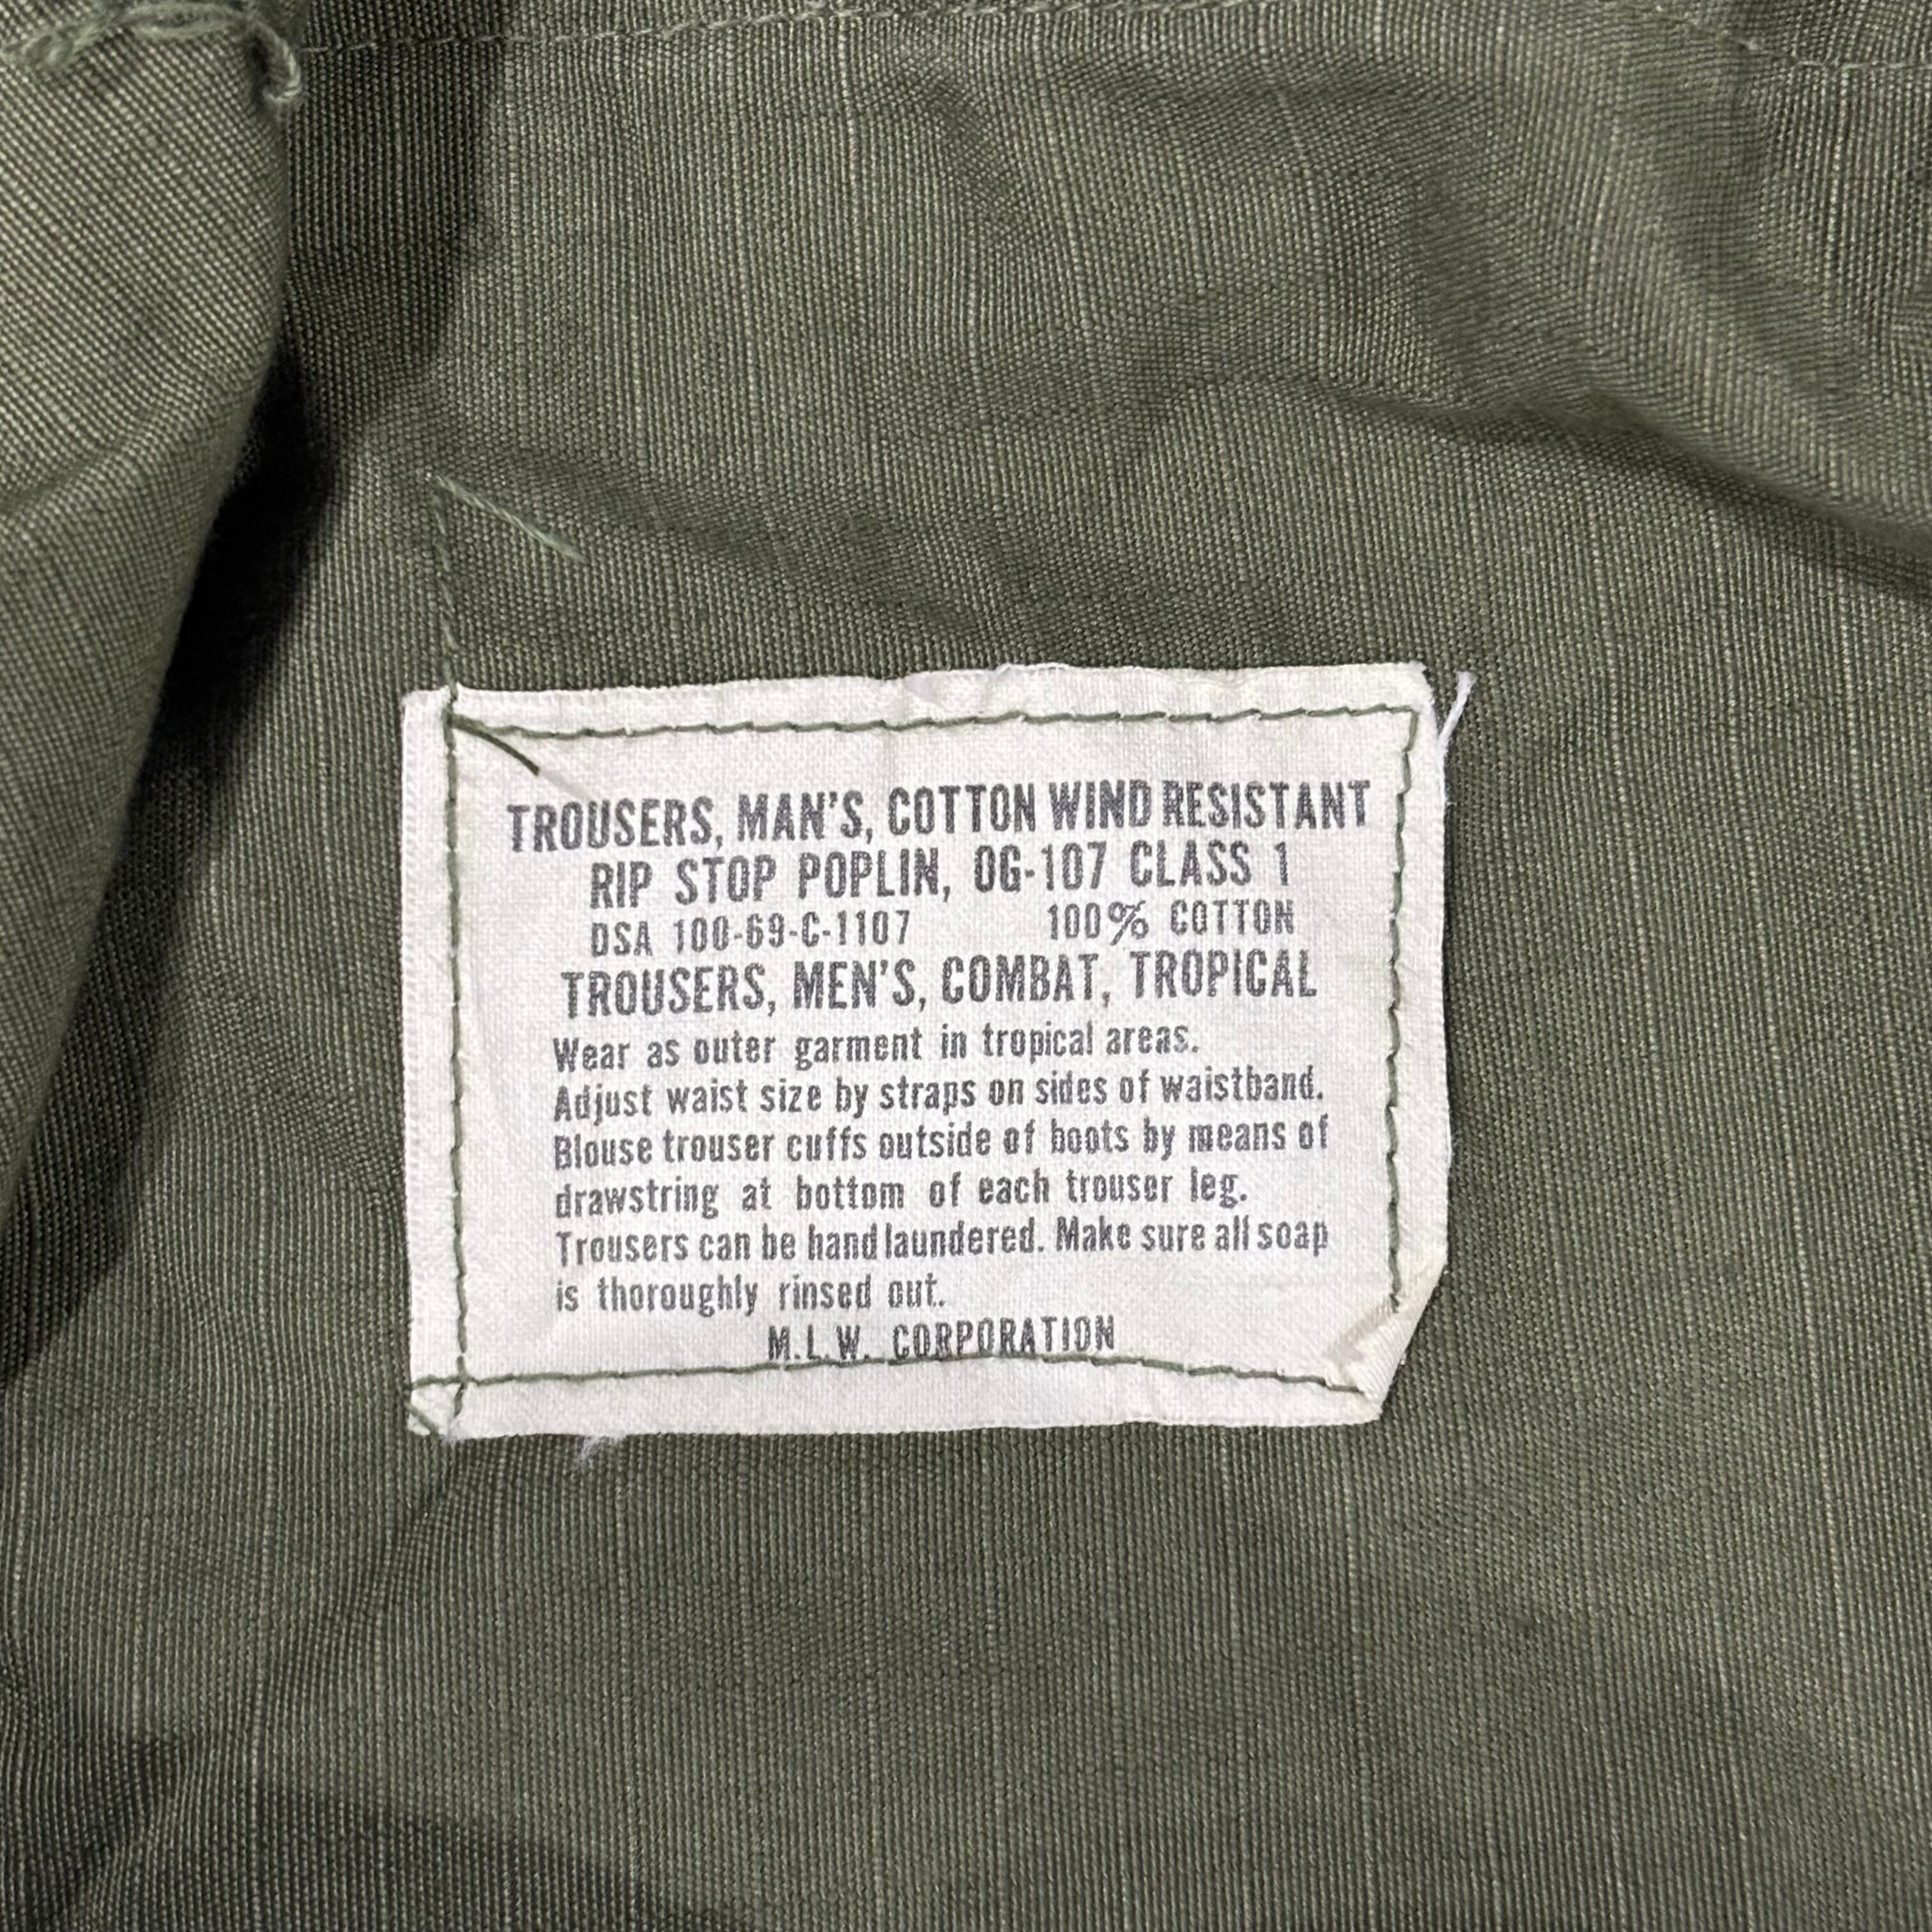 TROUSERS, MAN'S, COTTON WIND RESISTANT
RIP STOP POPLIN, OG-107 CLASS 1
DSA 100-69-C-1107 100% COTTON
TROUSERS, MEN'S, COMBAT, TROPICAL
Wear as outer garment in tropical areas.
Adjust waist size by straps on sides of waistband.
Blouse trouser cuffs outside of boots by means of
drawstring at bottom of each trouser leg.
Trousers can be hand laundered. Make sure all soap
is thoroughly rinsed out.
M.L.W. CORPORATION